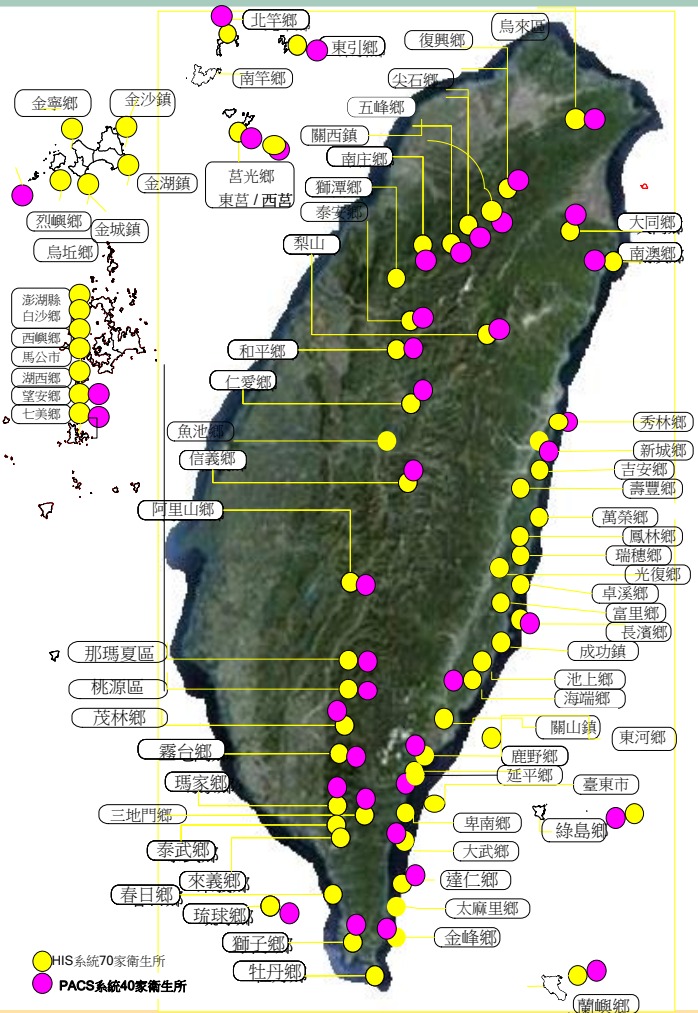 北竿鄉
東引鄉
南竿鄉
復興鄉
烏來區
尖石鄉
五峰鄉
關西鎮
南庄鄉
獅潭鄉
泰安鄉
梨山
金寧鄉
金沙鎮
金湖鎮
烈嶼鄉
金城鎮
烏坵鄉
莒光鄉
東莒 / 西莒
大同鄉
南澳鄉
澎湖縣
白沙鄉
西嶼鄉
馬公市
湖西鄉
望安鄉
七美鄉
和平鄉
仁愛鄉
魚池鄉
信義鄉
阿里山鄉
秀林鄉
新城鄉
吉安鄉
壽豐鄉
萬榮鄉
鳳林鄉
瑞穗鄉
光復鄉
卓溪鄉
富里鄉
長濱鄉
成功鎮
池上鄉
海端鄉
關山鎮
東河鄉
鹿野鄉
延平鄉
臺東市
那瑪夏區
桃源區
茂林鄉
霧台鄉
瑪家鄉
三地門鄉
泰武鄉
來義鄉
春日鄉
琉球鄉
獅子鄉
牡丹鄉
卑南鄉
大武鄉
達仁鄉
太麻里鄉
金峰鄉
綠島鄉
蘭嶼鄉
HIS系統70家衛生所
PACS系統40家衛生所